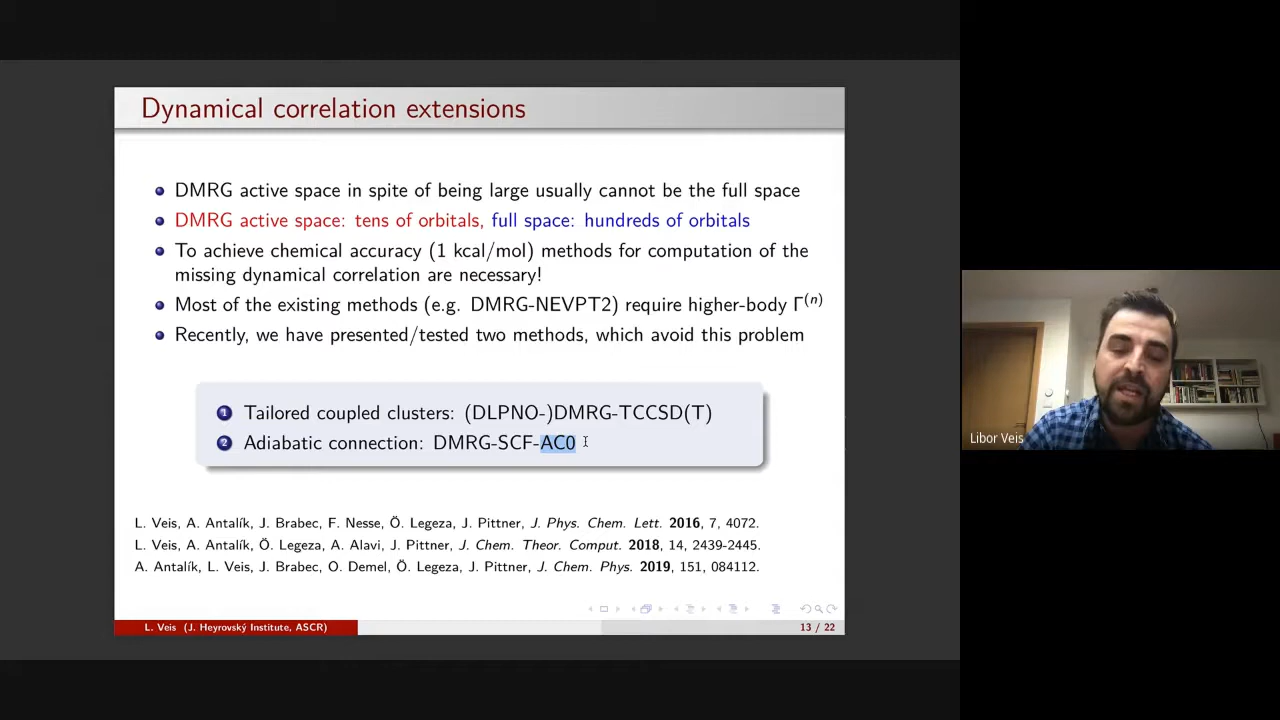 Dynamical correlation extensions
DMRG active space in spite of being large usually cannot be the full space
DMRG active space: tens of orbitals, full space: hundreds of orbitals
To achieve chemical accuracy (1 kcal/mol) methods for computation of the
missing dynamical correlation are necessary!
Most of the existing methods (e.g. DMRG-NEVPT2) require higher-body Γ⁽ⁿ⁾
Recently, we have presented/tested two methods, which avoid this problem
1 Tailored coupled clusters: (DLPNO-)DMRG-TCCSD(T)
2 Adiabatic connection: DMRG-SCF-AC0
L. Veis, A. Antalík, J. Brabec, F. Nesse, Ö. Legeza, J. Pittner, J. Phys. Chem. Lett. 2016, 7, 4072.
L. Veis, A. Antalík, Ö. Legeza, A. Alavi, J. Pittner, J. Chem. Theor. Comput. 2018, 14, 2439-2445.
A. Antalík, L. Veis, J. Brabec, O. Demel, Ö. Legeza, J. Pittner, J. Chem. Phys. 2019, 151, 084112.
L. Veis (J. Heyrovský Institute, ASCR)
13 / 22
Libor Veis